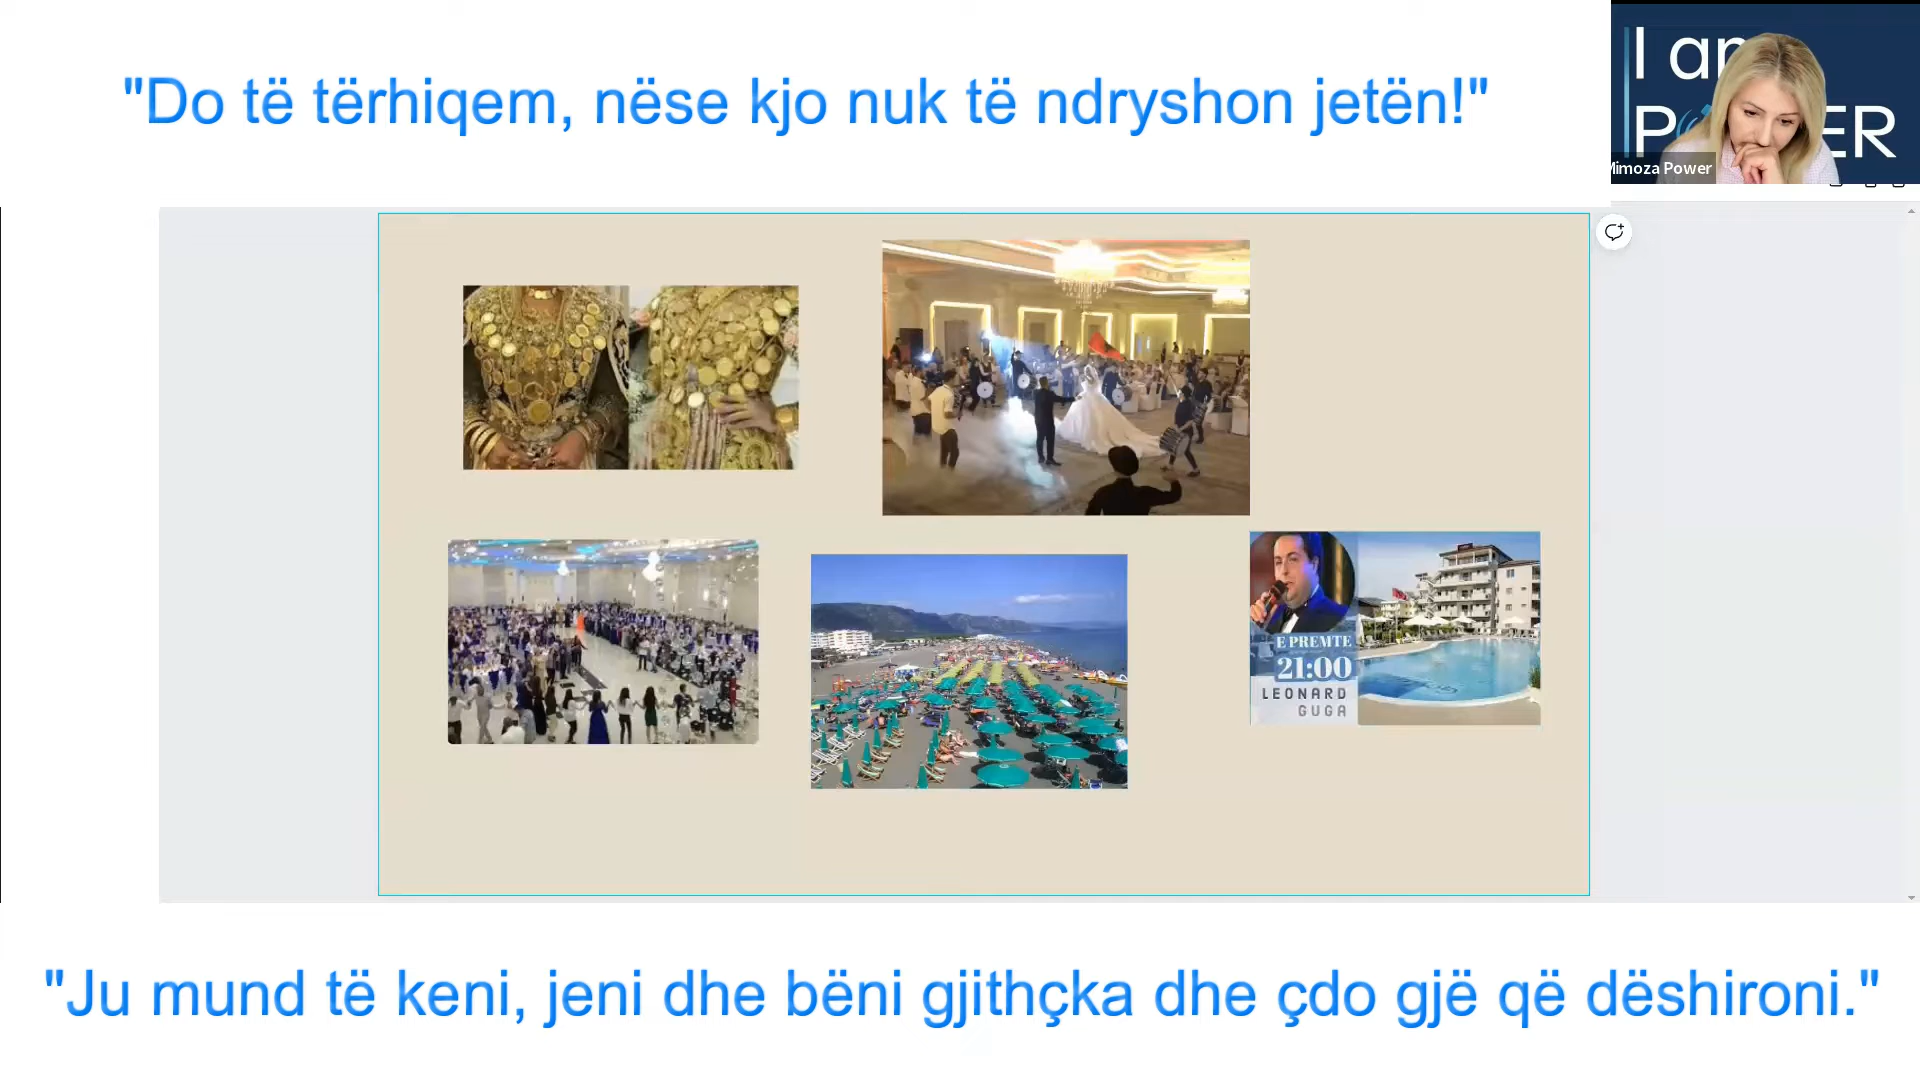 "Do të tërhiqem, nëse kjo nuk të ndryshon jetën!"
I am
Mimoza Power
E PREMTE
21:00
LEONARD
GUGA
"Ju mund të keni, jeni dhe bëni gjithçka dhe çdo gjë që dëshironi."